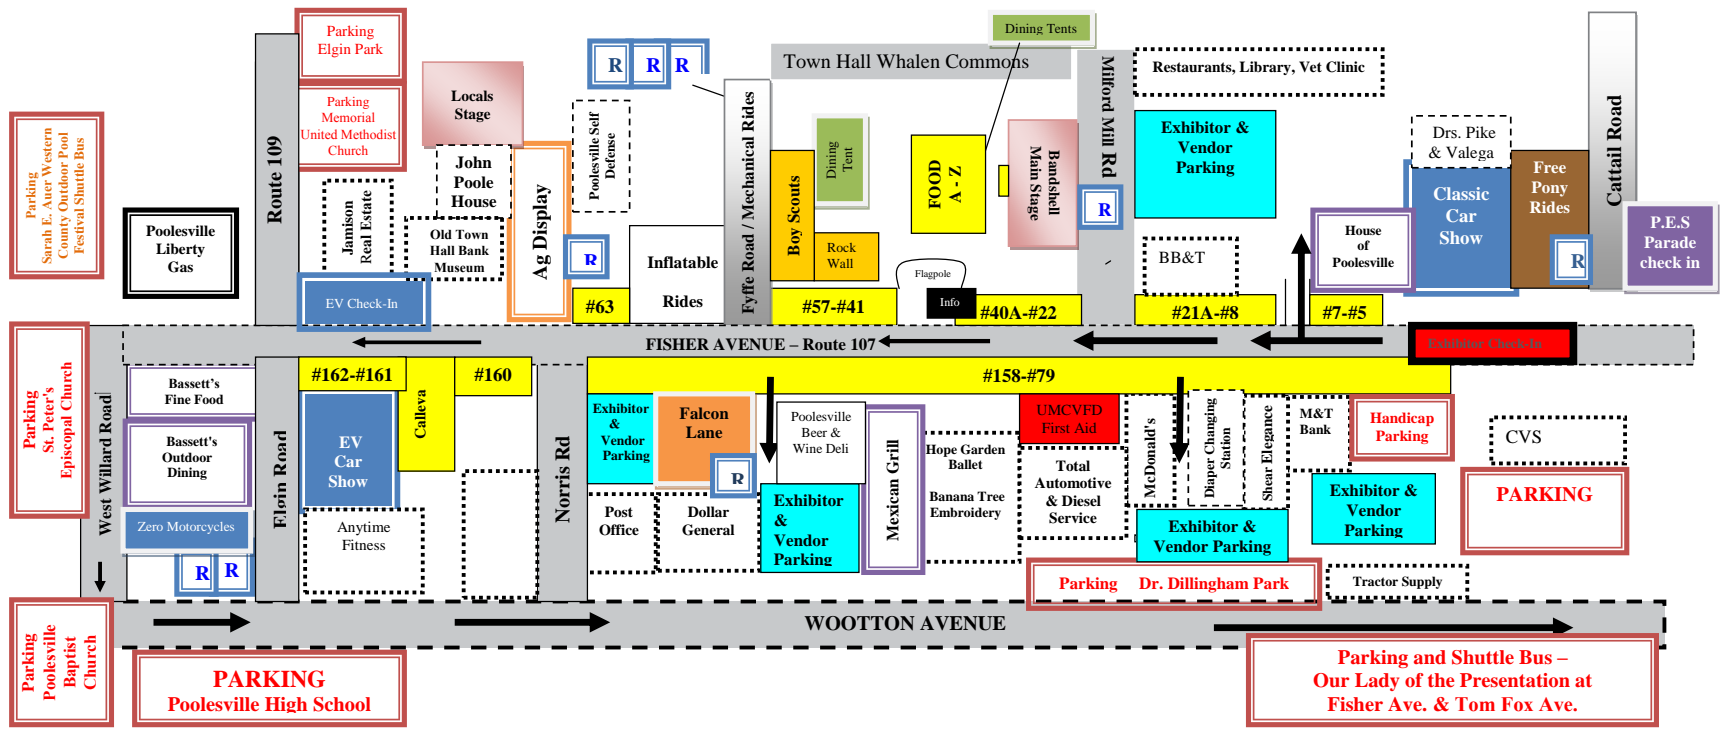 Parking
Elgin Park
Parking
Memorial
United Methodist
Church
Route 109
Parking
Sarah E. Auer Western
County Outdoor Pool
Festival Shuttle Bus
Poolesville
Liberty
Gas
Jamison
Real Estate
EV Check-In
Locals
Stage
John
Poole
House
Old Town
Hall Bank
Museum
Ag Display
R
R
R
Poolesville Self
Defense
R
#63
Inflatable
Rides
Fyffe Road / Mechanical Rides
Town Hall Whalen Commons
Dining Tents
Boy Scouts
Dining
Tent
Rock
Wall
#57-#41
FOOD
A - Z
Flagpole
Info
Bandshell
Main Stage
#40A-#22
Milford Mill Rd
R
Restaurants, Library, Vet Clinic
Exhibitor &
Vendor
Parking
BB&T
#21A-#8
House
of
Poolesville
#7-#5
Drs. Pike
& Valega
Classic
Car
Show
Free
Pony
Rides
R
Cattail Road
P.E.S
Parade
check in
FISHER AVENUE – Route 107
Exhibitor Check-In
Parking
St. Peter's
Episcopal Church
West Willard Road
Bassett's
Fine Food
Bassett's
Outdoor
Dining
Zero Motorcycles
R
R
Elgin Road
#162-#161
EV
Car
Show
Calleva
#160
Anytime
Fitness
Norris Rd
#158-#79
Exhibitor
&
Vendor
Parking
Falcon
Lane
R
Poolesville
Beer &
Wine Deli
Post
Office
Dollar
General
Exhibitor
&
Vendor
Parking
Mexican Grill
Hope Garden
Ballet
Banana Tree
Embroidery
UMCVFD
First Aid
Total
Automotive
& Diesel
Service
McDonald's
Diaper Changing
Station
Shear Elegance
M&T
Bank
Handicap
Parking
CVS
Exhibitor &
Vendor Parking
Exhibitor &
Vendor
Parking
PARKING
Parking Dr. Dillingham Park
Tractor Supply
WOOTTON AVENUE
Parking
Poolesville
Baptist
Church
PARKING
Poolesville High School
Parking and Shuttle Bus –
Our Lady of the Presentation at
Fisher Ave. & Tom Fox Ave.